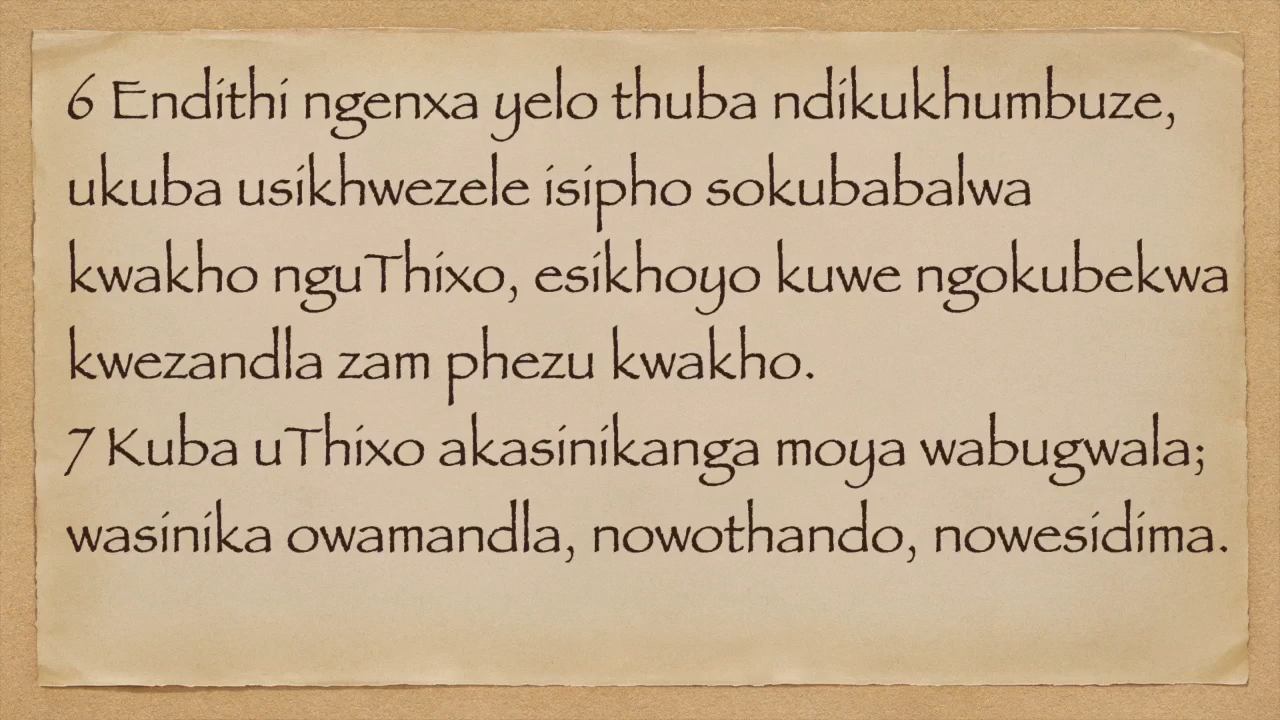 6 Endithi ngenxa yelo thuba ndikukhumbuze,
ukuba usikhwezele isipho sokubabalwa
kwakho nguThixo, esikhoyo kuwe ngokubekwa
kwezandla zam phezu kwakho.
7 Kuba uThixo akasinikanga moya wabugwala;
wasinika owamandla, nowothando, nowesidima.